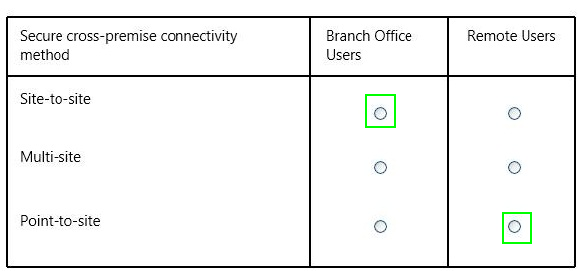 Secure cross-premise connectivity
method
Branch Office
Users
Remote Users
Site-to-site
Multi-site
Point-to-site